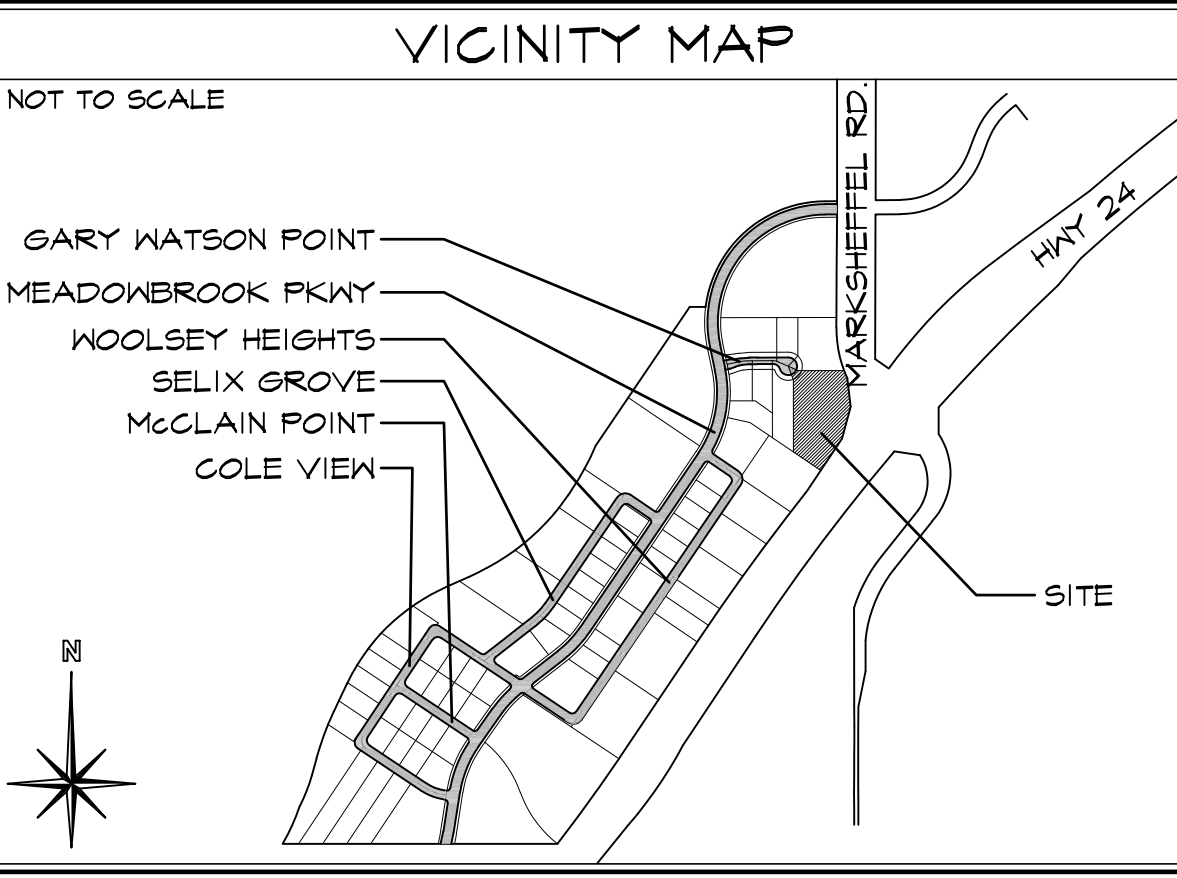 VICINITY MAP
NOT TO SCALE
MARKSHEFFEL RD.
HWY 24
GARY WATSON POINT
MEADOWBROOK PKWY
WOOLSEY HEIGHTS
SELIX GROVE
McCLAIN POINT
COLE VIEW
SITE
N